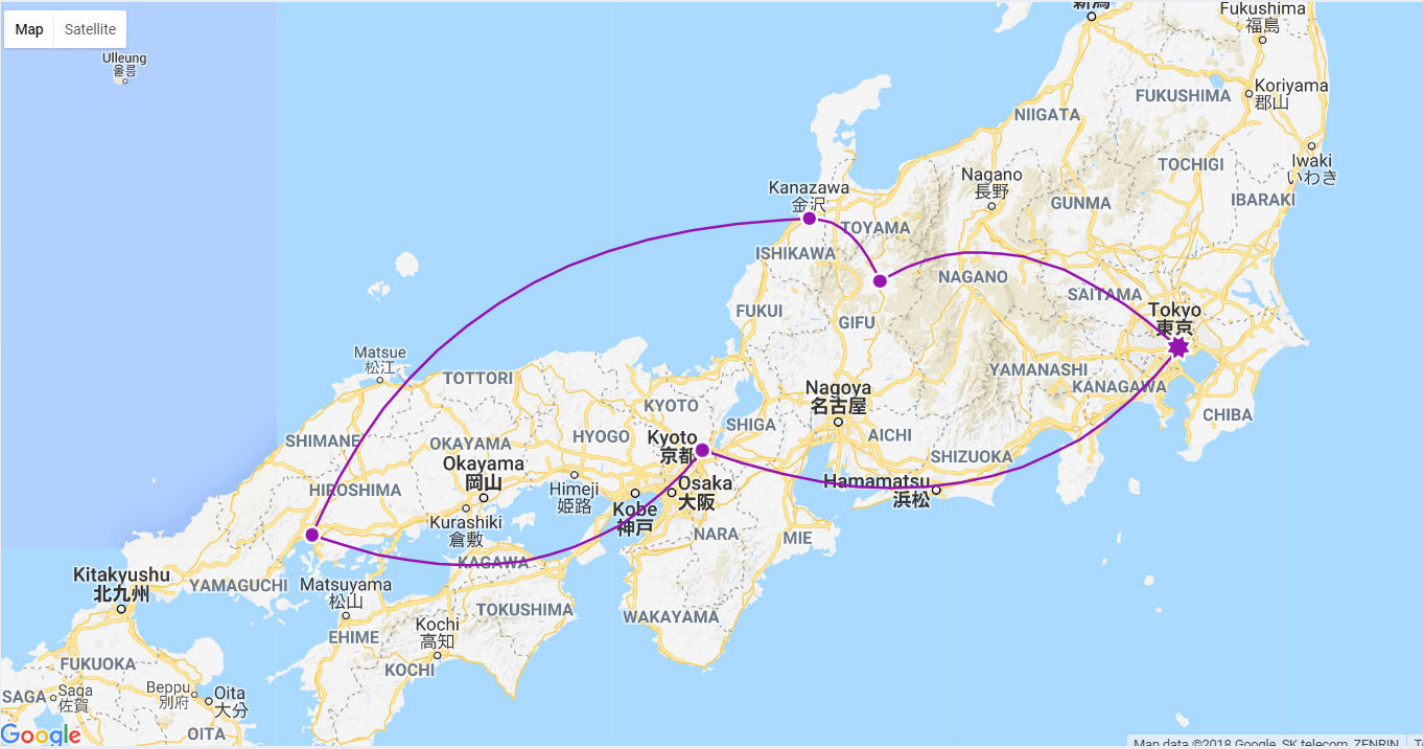 Map Satellite
Ulleung
울릉
新潟
Fukushima
福島
Koriyama
郡山
FUKUSHIMA
NIIGATA
Iwaki
いわき
TOCHIGI
Nagano
長野
Kanazawa
金沢
IBARAKI
GUNMA
TOYAMA
ISHIKAWA
NAGANO
SAITAMA
Tokyo
東京
FUKUI
GIFU
Matsue
松江
YAMANASHI
KANAGAWA
TOTTORI
Nagoya
名古屋
KYOTO
CHIBA
SHIGA
AICHI
SHIMANE
OKAYAMA
HYOGO
Kyoto
京都
SHIZUOKA
Okayama
岡山
HIROSHIMA
Himeji
姫路
Osaka
大阪
Hamamatsu
浜松
Kobe
神戸
Kurashiki
倉敷
NARA
MIE
KAGAWA
Kitakyushu
北九州
YAMAGUCHI
Matsuyama
松山
TOKUSHIMA
WAKAYAMA
Kochi
高知
EHIME
FUKUOKA
KOCHI
SAGA
Saga
佐賀
Beppu
別府
Oita
大分
OITA
Google
Map data ©2018 Google, SK telecom, ZENRIN